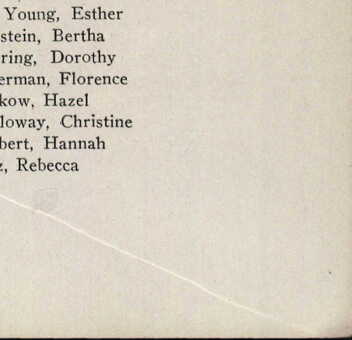 Young, Esther
stein, Bertha
ring, Dorothy
erman, Florence
kow, Hazel
loway, Christine
bert, Hannah
z, Rebecca